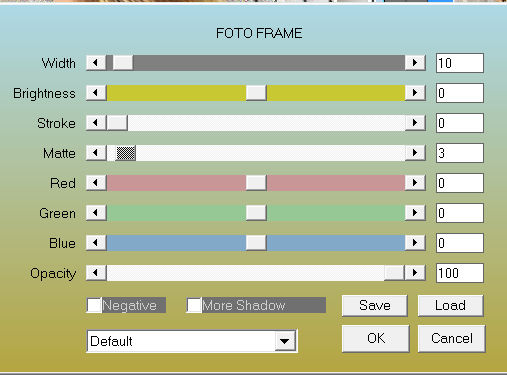 FOTO FRAME
Width 10
Brightness 0
Stroke 0
Matte 3
Red 0
Green 0
Blue 0
Opacity 100
Negative More Shadow Save Load
Default OK Cancel